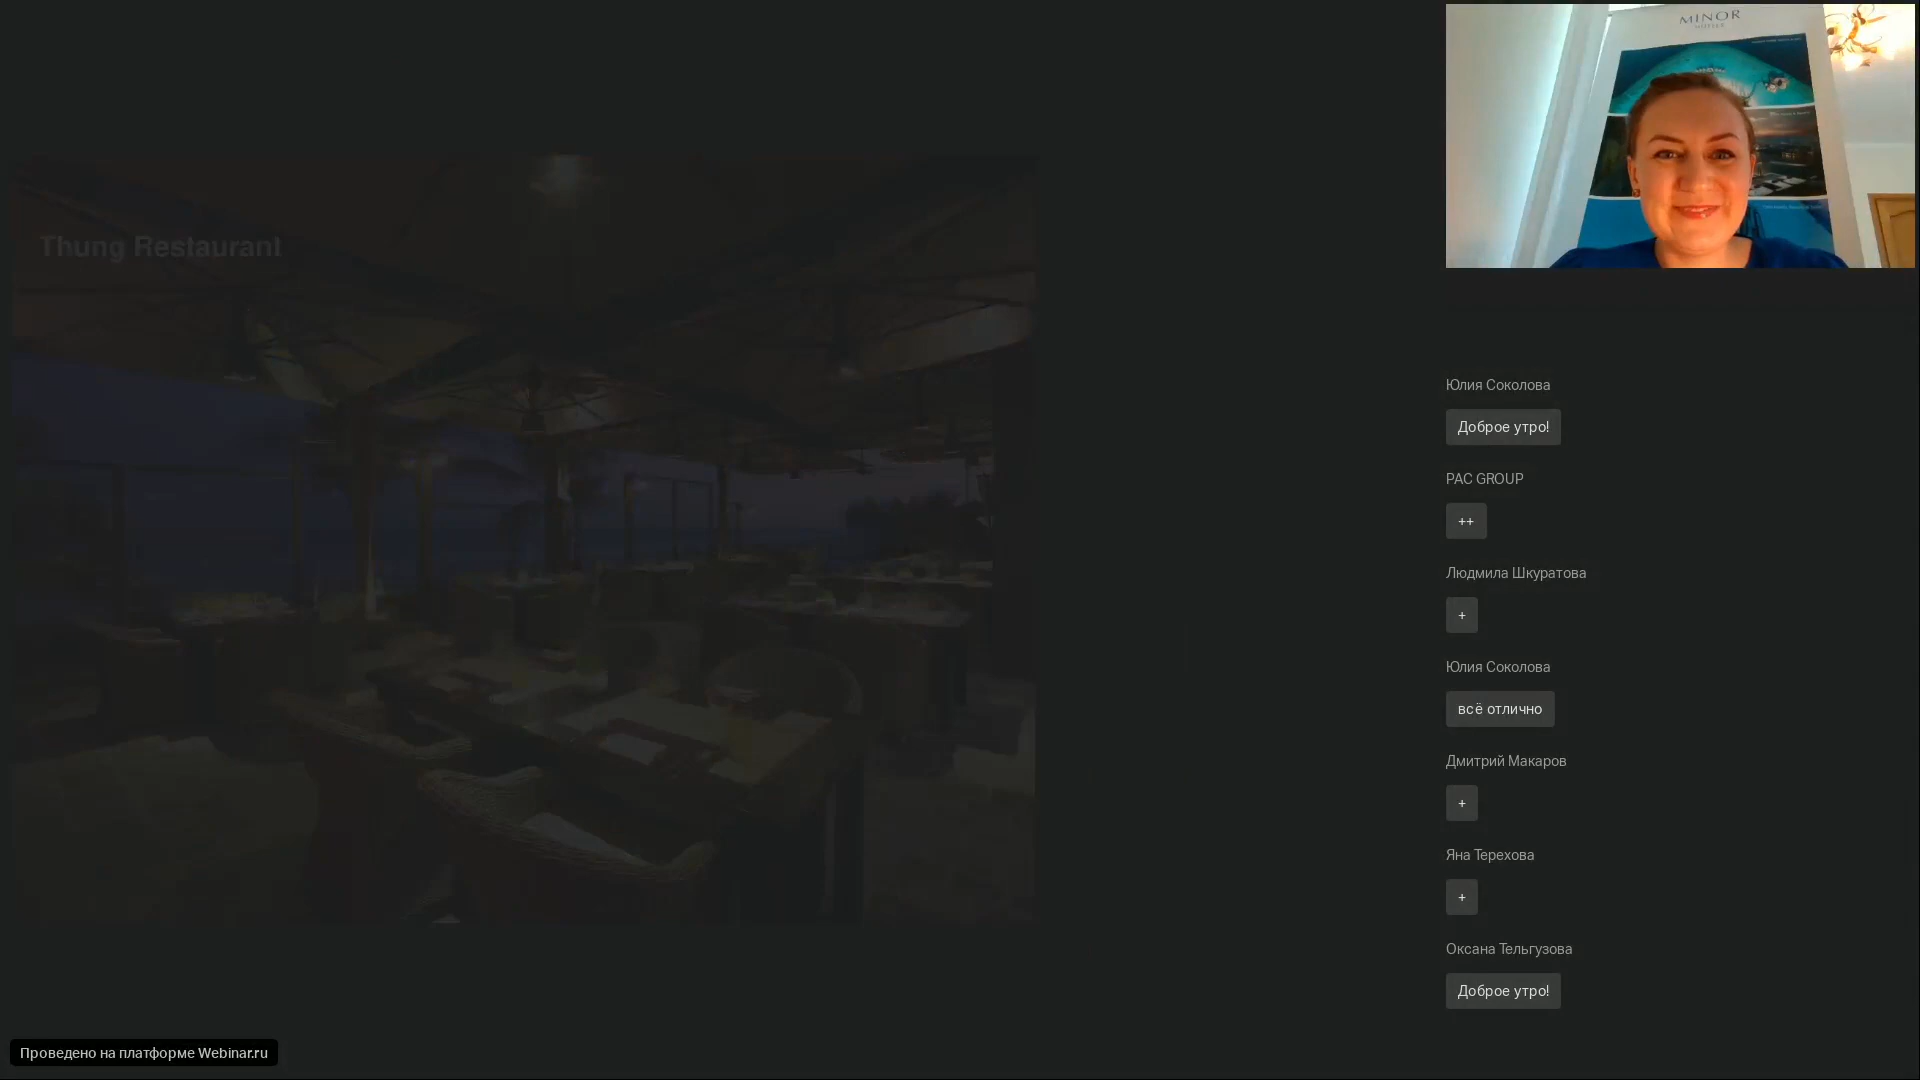 MINOR
HOTELS
Thung Restaurant
Юлия Соколова
Доброе утро!
PAC GROUP
++
Людмила Шкуратова
+
Юлия Соколова
всё отлично
Дмитрий Макаров
+
Яна Терехова
+
Оксана Тельгузова
Доброе утро!
Проведено на платформе Webinar.ru